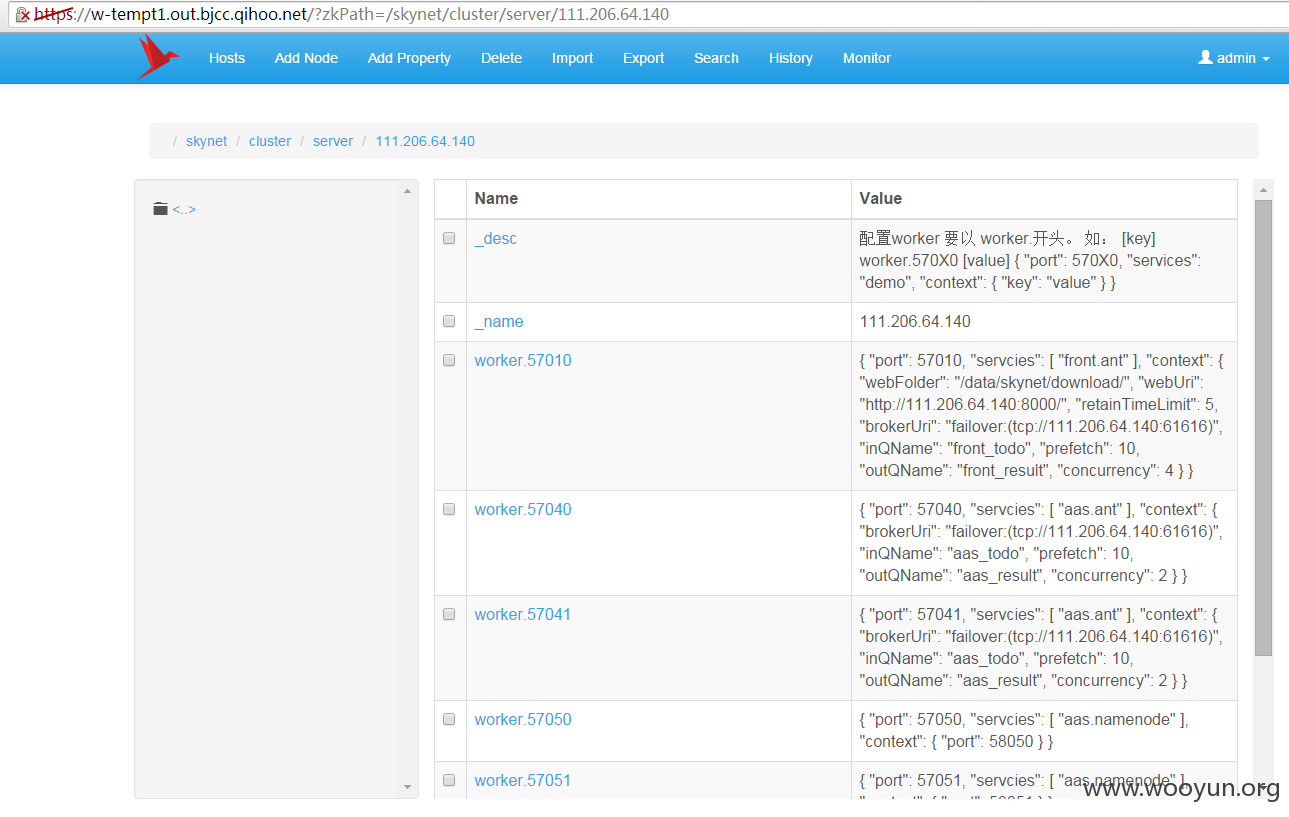 https://w-tempt1.out.bjcc.qihoo.net/?zkPath=/skynet/cluster/server/111.206.64.140
Hosts Add Node Add Property Delete Import Export Search History Monitor admin
/ skynet / cluster / server / 111.206.64.140
<..>
Name Value
_desc
配置worker 要以 worker.开头。 如： [key]
worker.570X0 [value] { "port": 570X0, "services":
"demo", "context": { "key": "value" } }
_name 111.206.64.140
worker.57010
{ "port": 57010, "servcies": [ "front.ant" ], "context": {
"webFolder": "/data/skynet/download/", "webUri":
"http://111.206.64.140:8000/", "retainTimeLimit": 5,
"brokerUri": "failover:(tcp://111.206.64.140:61616)",
"inQName": "front_todo", "prefetch": 10,
"outQName": "front_result", "concurrency": 4 } }
worker.57040
{ "port": 57040, "servcies": [ "aas.ant" ], "context": {
"brokerUri": "failover:(tcp://111.206.64.140:61616)",
"inQName": "aas_todo", "prefetch": 10,
"outQName": "aas_result", "concurrency": 2 } }
worker.57041
{ "port": 57041, "servcies": [ "aas.ant" ], "context": {
"brokerUri": "failover:(tcp://111.206.64.140:61616)",
"inQName": "aas_todo", "prefetch": 10,
"outQName": "aas_result", "concurrency": 2 } }
worker.57050
{ "port": 57050, "servcies": [ "aas.namenode" ],
"context": { "port": 58050 } }
worker.57051
{ "port": 57051, "servcies": [ "aas.namenode" ],
www.wooyun.org